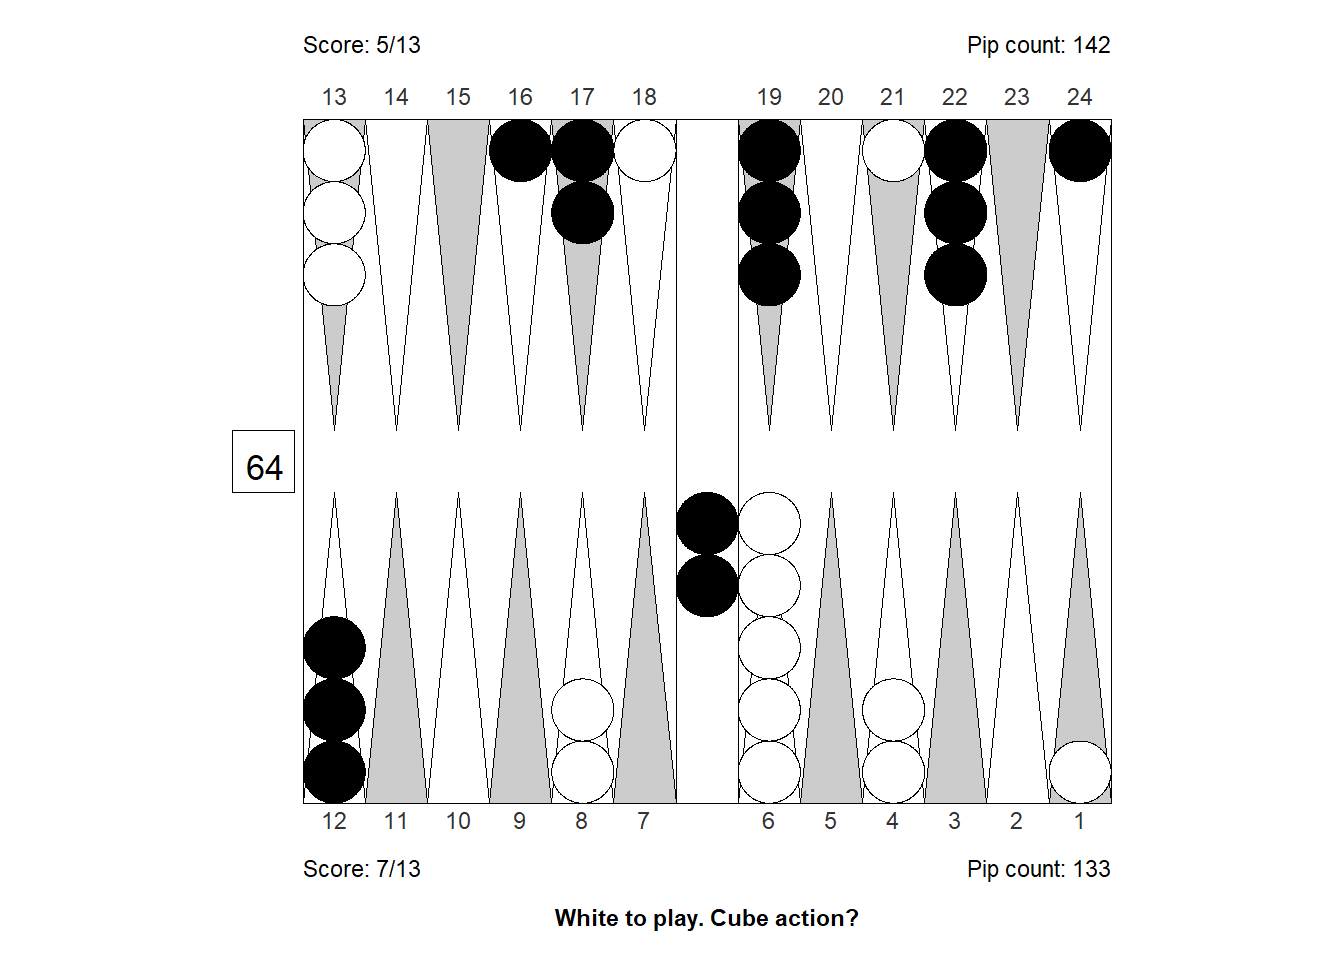 Score: 5/13 Pip count: 142
13 14 15 16 17 18 19 20 21 22 23 24
64
12 11 10 9 8 7 6 5 4 3 2 1
Score: 7/13 Pip count: 133
White to play. Cube action?